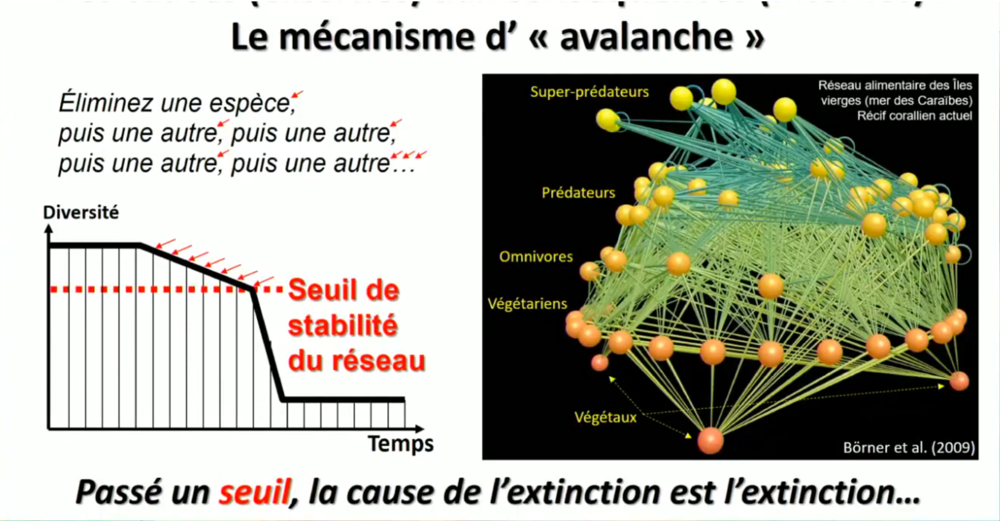 Le mécanisme d’ « avalanche »
Éliminez une espèce,
puis une autre, puis une autre,
puis une autre, puis une autre…
Diversité
Seuil de
stabilité
du réseau
Temps
Super-prédateurs
Réseau alimentaire des Îles
vierges (mer des Caraïbes)
Récif corallien actuel
Prédateurs
Omnivores
Végétariens
Végétaux
Börner et al. (2009)
Passé un seuil, la cause de l’extinction est l’extinction…